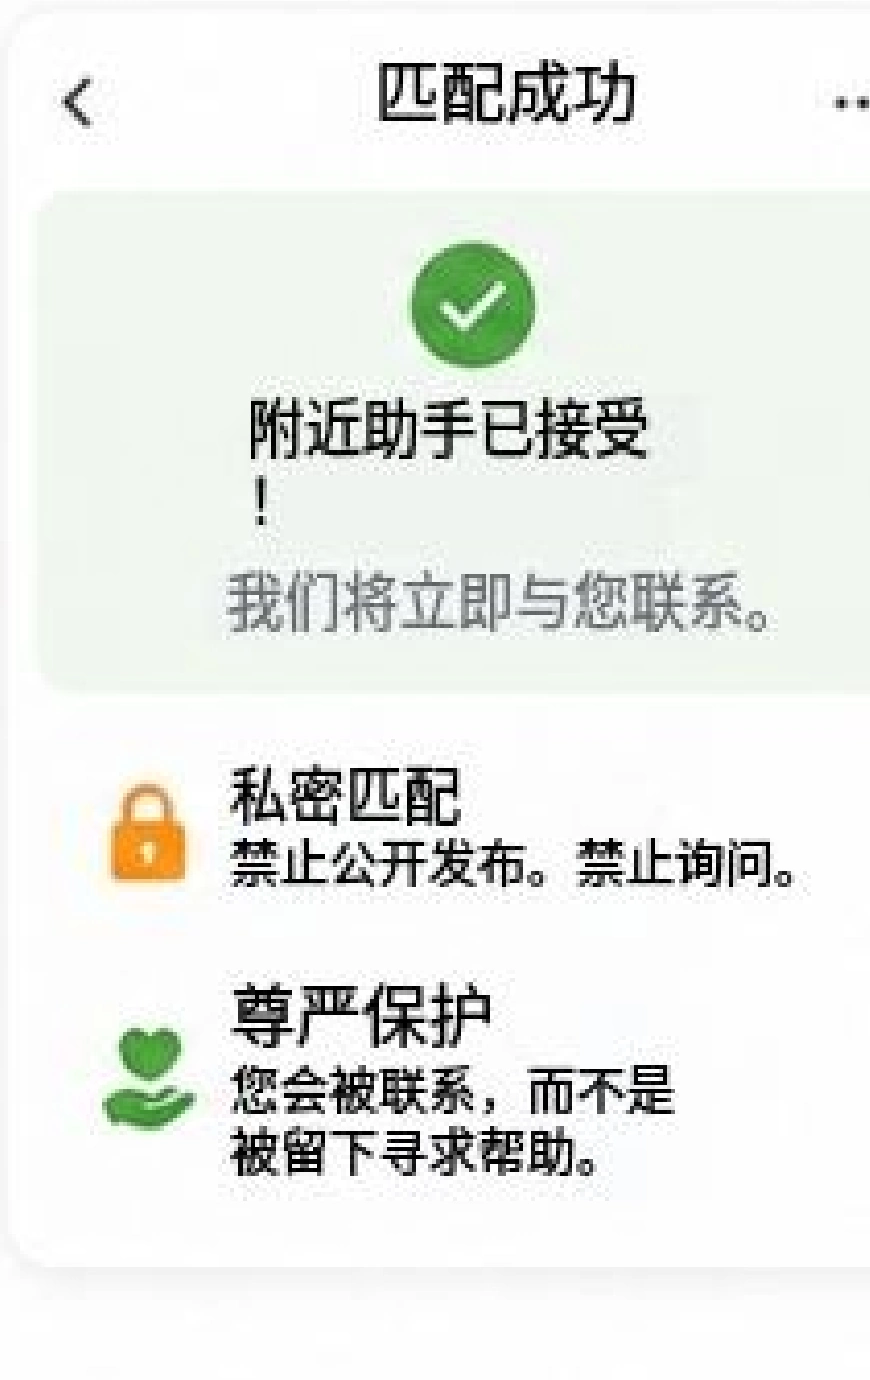 匹配成功
附近助手已接受
！
我们将立即与您联系。
私密匹配
禁止公开发布。禁止询问。
尊严保护
您会被联系，而不是
被留下寻求帮助。